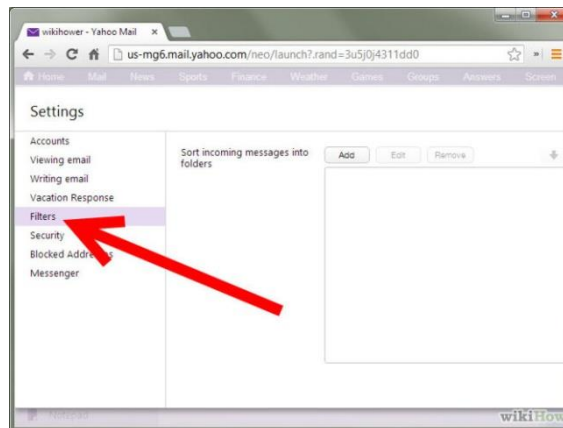 wikihower - Yahoo Mail
us-mg6.mail.yahoo.com/neo/launch?.rand=3u5j0j4311dd0
Home Mail News Sports Finance Weather Games Groups Answers Screen
Settings
Accounts
Viewing email
Writing email
Vacation Response
Filters
Security
Blocked Addresses
Messenger
Sort incoming messages into
folders
Add Edit Remove
Notepad
wikiHow